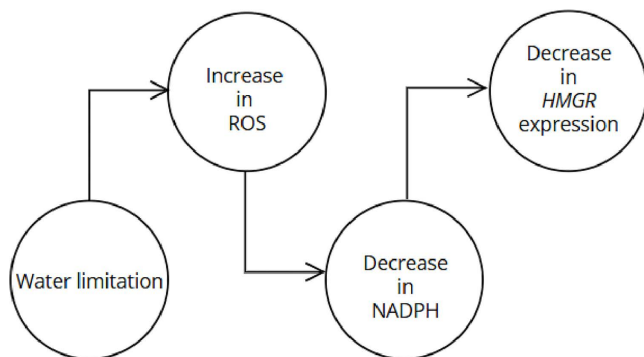 Water limitation
Increase
in
ROS
Decrease
in
NADPH
Decrease
in
HMGR
expression